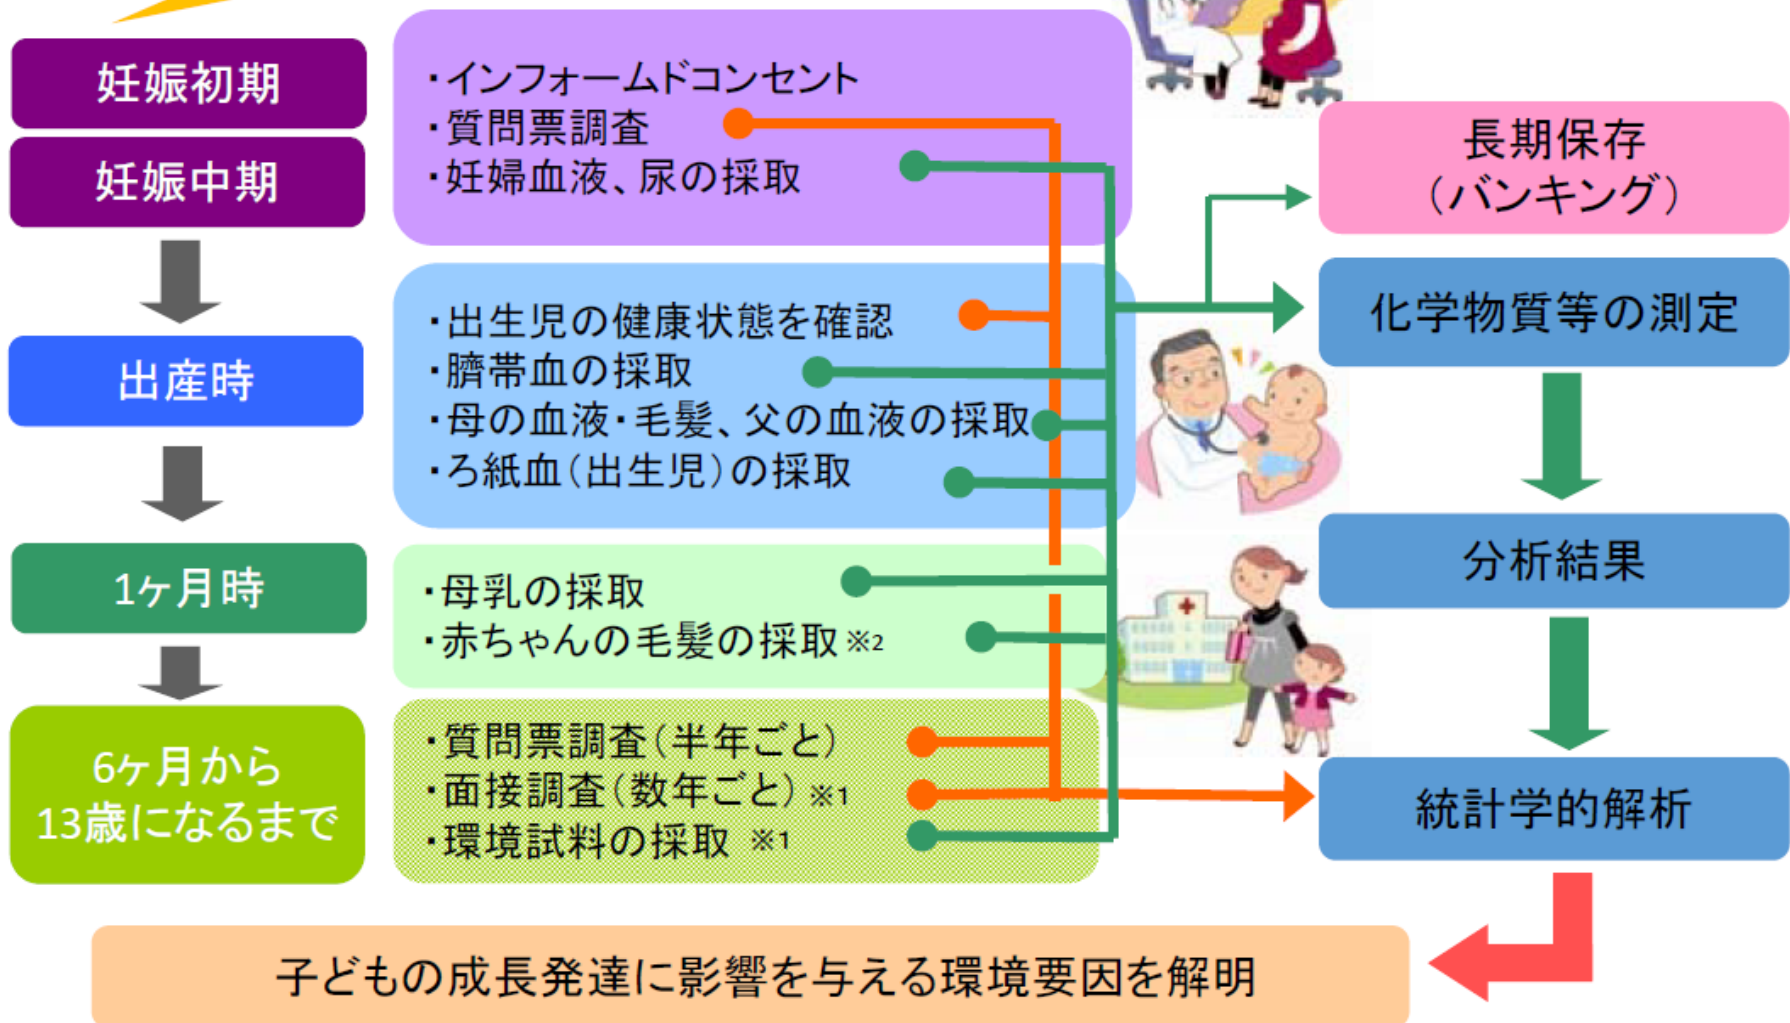 妊娠初期
妊娠中期
・インフォームドコンセント
・質問票調査
・妊婦血液、尿の採取
長期保存
（バンキング）
出産時
・出生児の健康状態を確認
・臍帯血の採取
・母の血液・毛髪、父の血液の採取
・ろ紙血（出生児）の採取
化学物質等の測定
1ヶ月時
・母乳の採取
・赤ちゃんの毛髪の採取※2
分析結果
6ヶ月から
13歳になるまで
・質問票調査（半年ごと）
・面接調査（数年ごと）※1
・環境試料の採取 ※1
統計学的解析
子どもの成長発達に影響を与える環境要因を解明